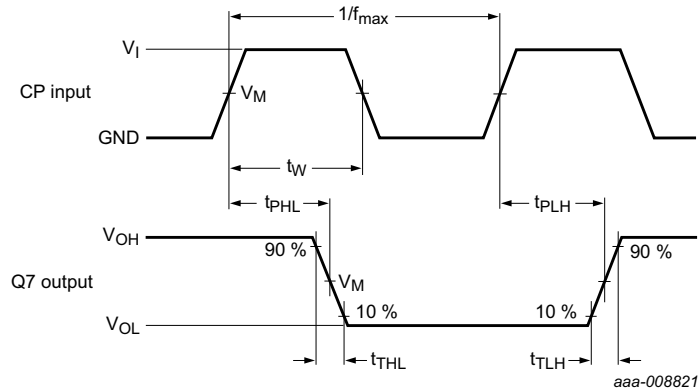 1/fmax
VI
CP input
VM
GND
tW
tPHL
tPLH
VOH
90 %
90 %
Q7 output
VM
10 %
10 %
VOL
tTHL
tTLH
aaa-008821